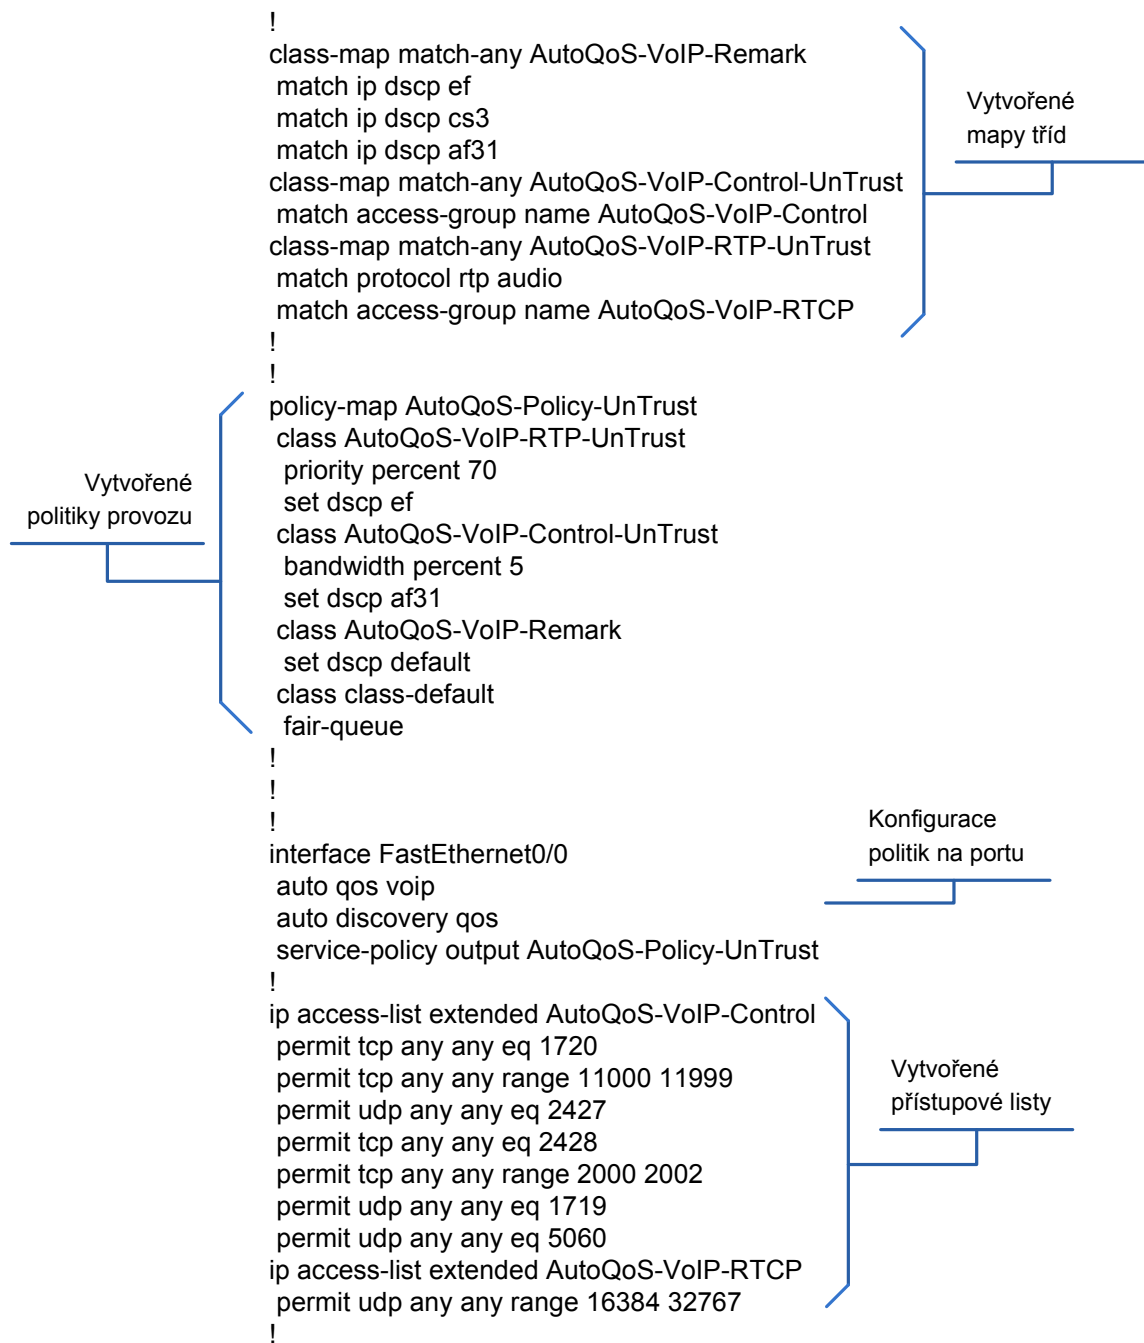 !
class-map match-any AutoQoS-VoIP-Remark
match ip dscp ef
match ip dscp cs3
match ip dscp af31
class-map match-any AutoQoS-VoIP-Control-UnTrust
match access-group name AutoQoS-VoIP-Control
class-map match-any AutoQoS-VoIP-RTP-UnTrust
match protocol rtp audio
match access-group name AutoQoS-VoIP-RTCP
!
!
Vytvořené
mapy tříd
policy-map AutoQoS-Policy-UnTrust
class AutoQoS-VoIP-RTP-UnTrust
priority percent 70
set dscp ef
class AutoQoS-VoIP-Control-UnTrust
bandwidth percent 5
set dscp af31
class AutoQoS-VoIP-Remark
set dscp default
class class-default
fair-queue
!
!
!
Vytvořené
politiky provozu
interface FastEthernet0/0
auto qos voip
auto discovery qos
service-policy output AutoQoS-Policy-UnTrust
!
Konfigurace
politik na portu
ip access-list extended AutoQoS-VoIP-Control
permit tcp any any eq 1720
permit tcp any any range 11000 11999
permit udp any any eq 2427
permit tcp any any eq 2428
permit tcp any any range 2000 2002
permit udp any any eq 1719
permit udp any any eq 5060
ip access-list extended AutoQoS-VoIP-RTCP
permit udp any any range 16384 32767
!
Vytvořené
přístupové listy